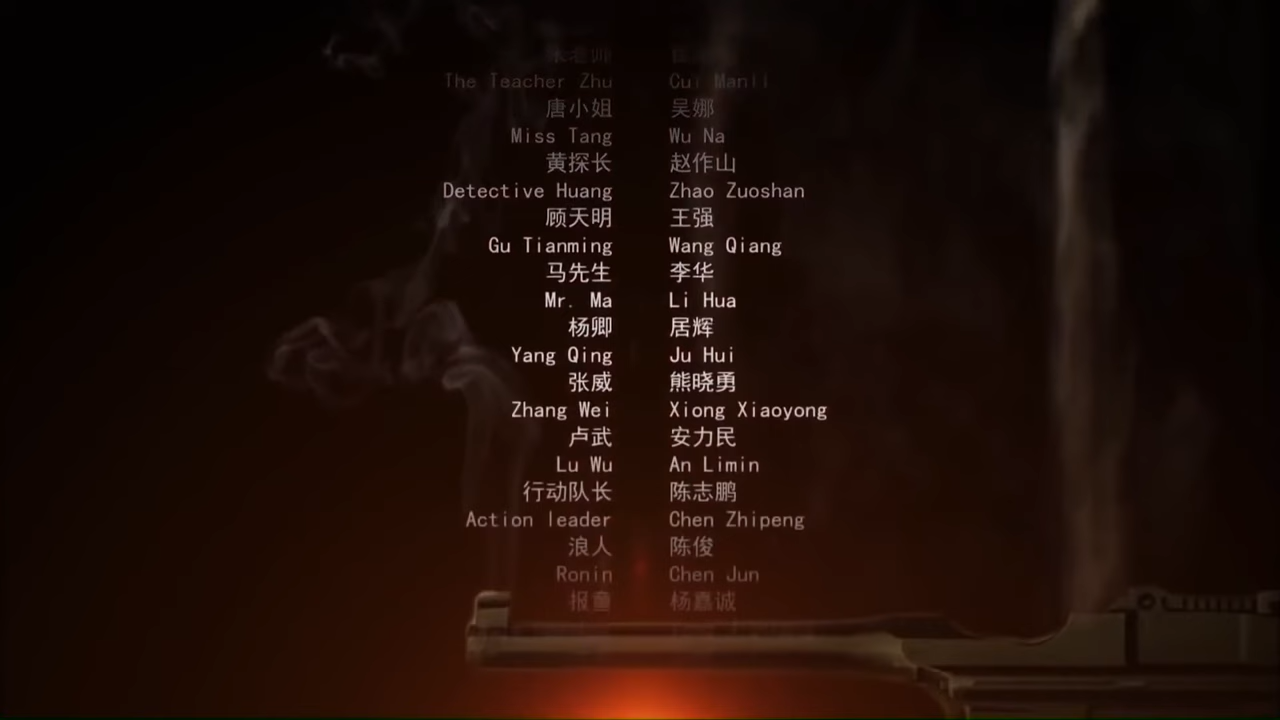 The Teacher Zhu Cui Manli
唐小姐 吴娜
Miss Tang Wu Na
黄探长 赵作山
Detective Huang Zhao Zuoshan
顾天明 王强
Gu Tianming Wang Qiang
马先生 李华
Mr. Ma Li Hua
杨卿 居辉
Yang Qing Ju Hui
张威 熊晓勇
Zhang Wei Xiong Xiaoyong
卢武 安力民
Lu Wu An Limin
行动队长 陈志鹏
Action leader Chen Zhipeng
浪人 陈俊
Ronin Chen Jun
报童 杨嘉诚